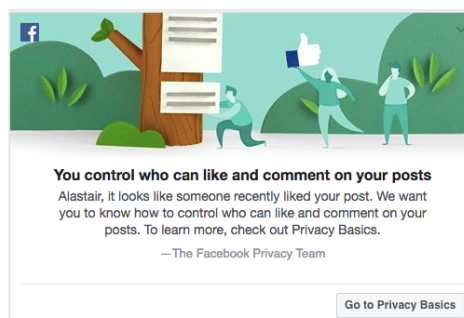 f
You control who can like and comment on your posts
Alastair, it looks like someone recently liked your post. We want
you to know how to control who can like and comment on your
posts. To learn more, check out Privacy Basics.
—The Facebook Privacy Team
Go to Privacy Basics